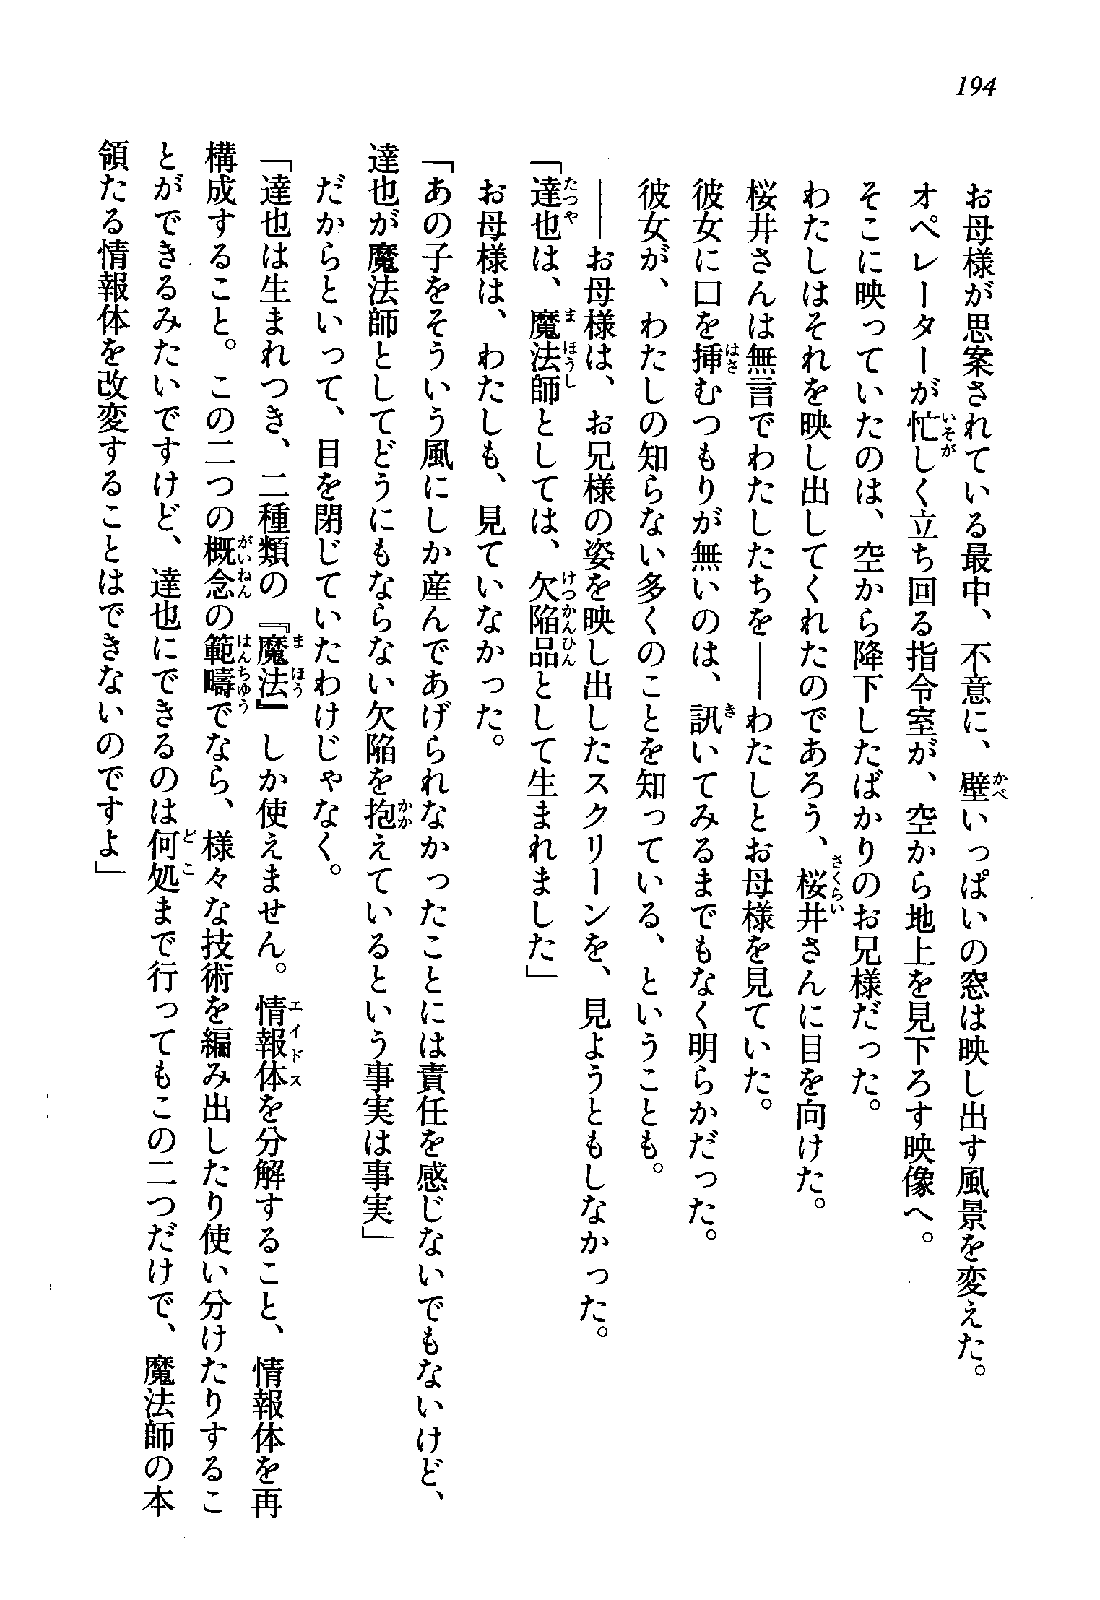 194
お母様が思案されている最中、不意に、壁いっぱいの窓は映し出す風景を変えた。
オペレーターが忙しく立ち回る指令室が、空から地上を見下ろす映像へ。
そこに映っていたのは、空から降下したばかりのお兄様だった。
わたしはそれを映し出してくれたのであろう、桜井さんに目を向けた。
桜井さんは無言でわたしたちを――わたしとお母様を見ていた。
彼女に口を挿むつもりが無いのは、訊いてみるまでもなく明らかだった。
彼女が、わたしの知らない多くのことを知っている、ということも。
――お母様は、お兄様の姿を映し出したスクリーンを、見ようともしなかった。
「達也は、魔法師としては、欠陥品として生まれました」
お母様は、わたしも、見ていなかった。
「あの子をそういう風にしか産んであげられなかったことには責任を感じないでもないけど、
達也が魔法師としてどうにもならない欠陥を抱えているという事実は事実」
だからといって、目を閉じていたわけじゃなく。
「達也は生まれつき、二種類の『魔法』しか使えません。情報体を分解すること、情報体を再
構成すること。この二つの概念の範疇でなら、様々な技術を編み出したり使い分けたりするこ
とができるみたいですけど、達也にできるのは何処まで行ってもこの二つだけで、魔法師の本
領たる情報体を改変することはできないのですよ」